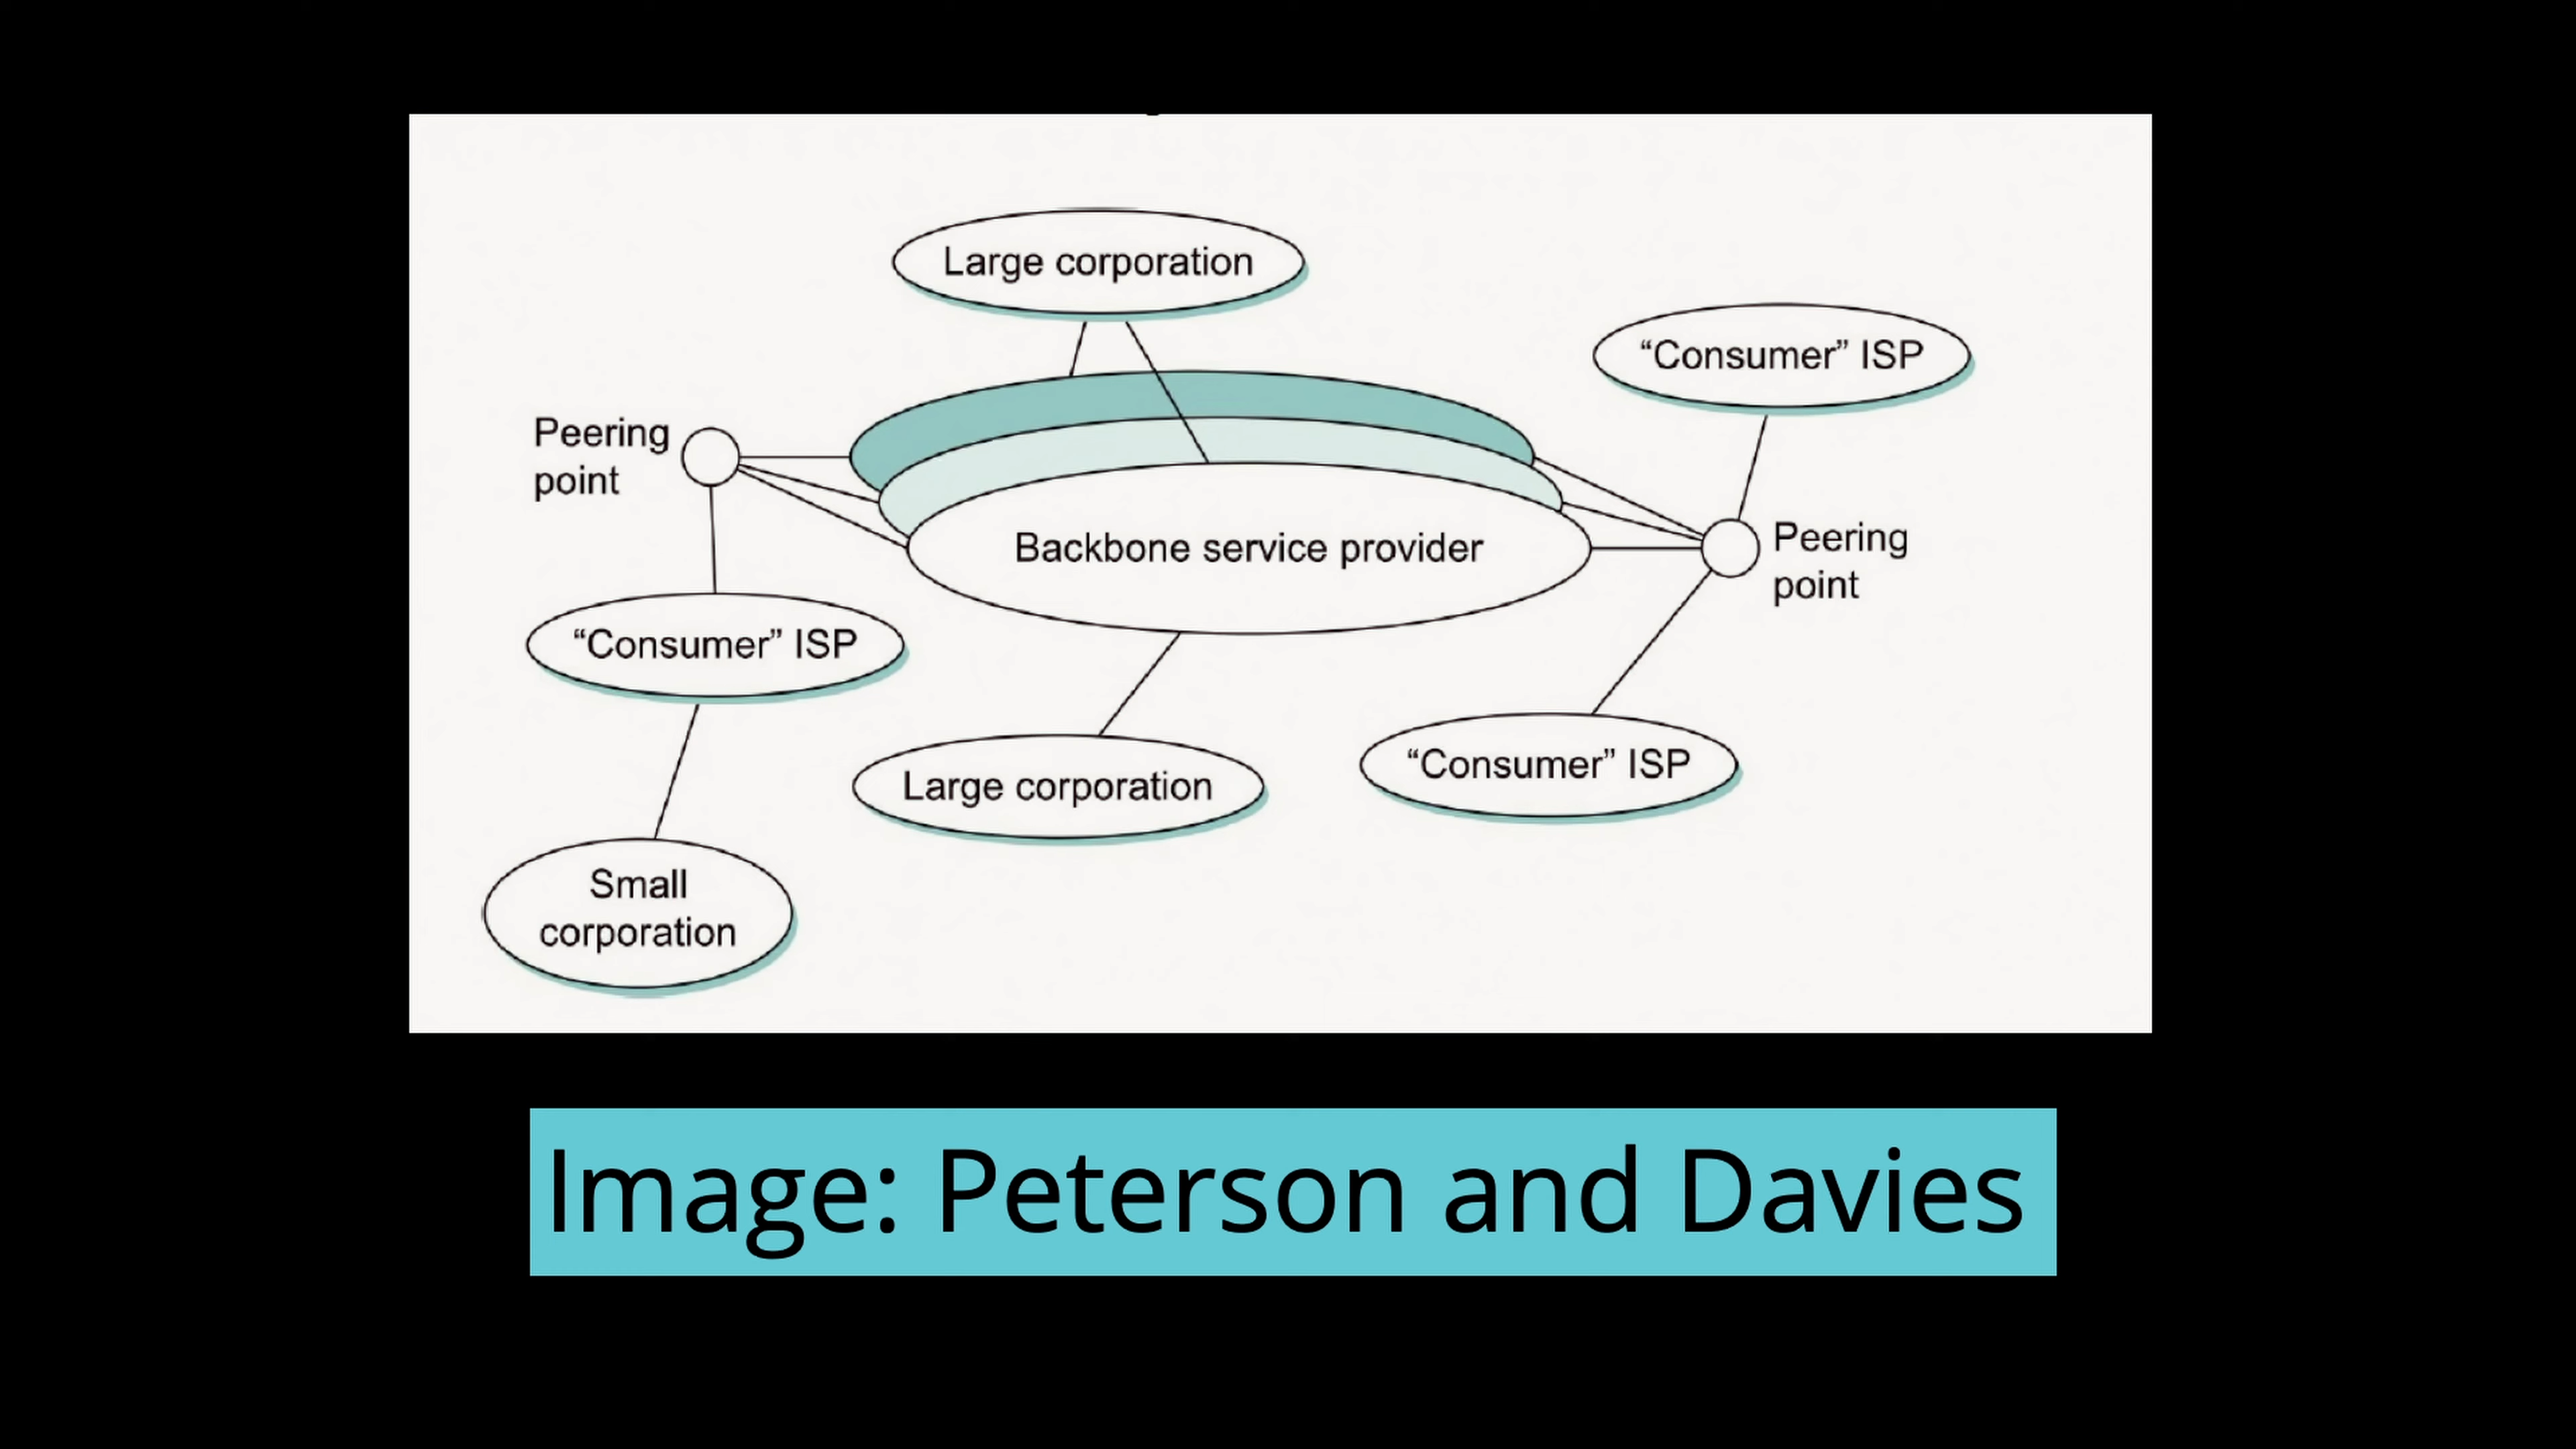 Large corporation
“Consumer” ISP
Peering
point
Backbone service provider
Peering
point
“Consumer” ISP
Large corporation
“Consumer” ISP
Small
corporation
Image: Peterson and Davies